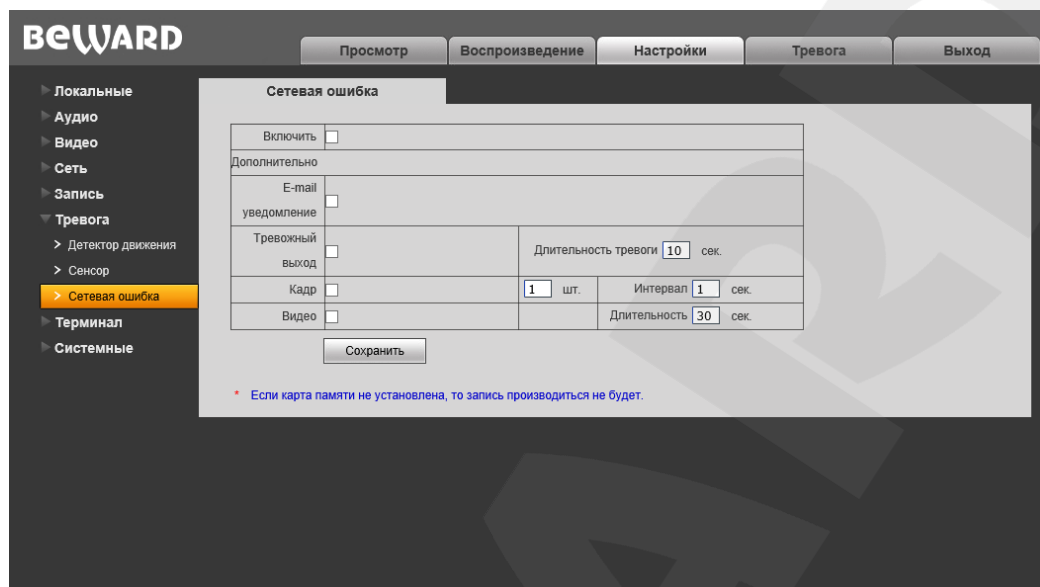 BEWARD
Просмотр Воспроизведение Настройки Тревога Выход
Локальные
Аудио
Видео
Сеть
Запись
Тревога
> Детектор движения
> Сенсор
> Сетевая ошибка
Терминал
Системные
Сетевая ошибка
Включить
Дополнительно
E-mail
уведомление
Тревожный
выход
Длительность тревоги 10 сек.
Кадр 1 шт. Интервал 1 сек.
Видео Длительность 30 сек.
Сохранить
* Если карта памяти не установлена, то запись производиться не будет.